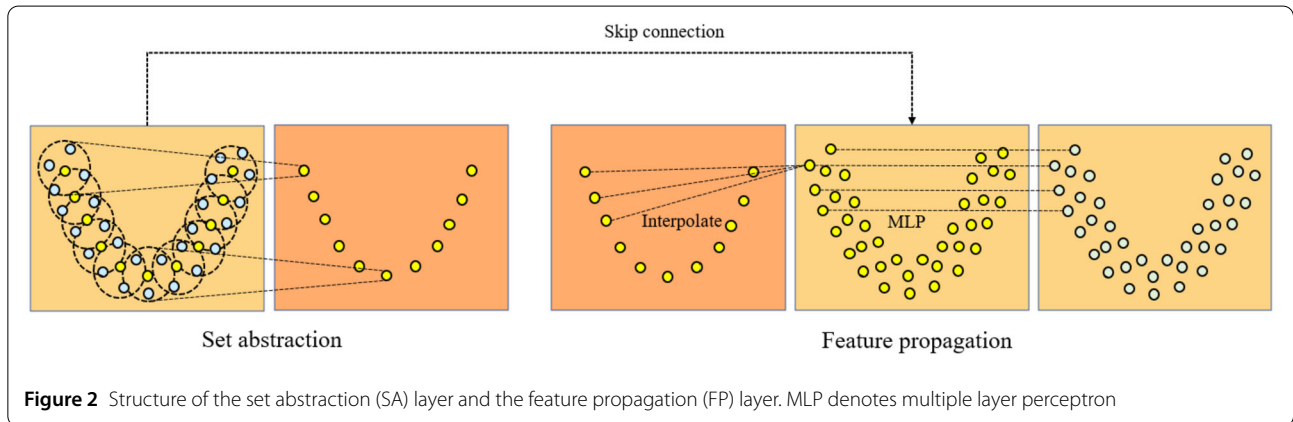 Skip connection
Interpolate
MLP
Set abstraction
Feature propagation
Figure 2 Structure of the set abstraction (SA) layer and the feature propagation (FP) layer. MLP denotes multiple layer perceptron